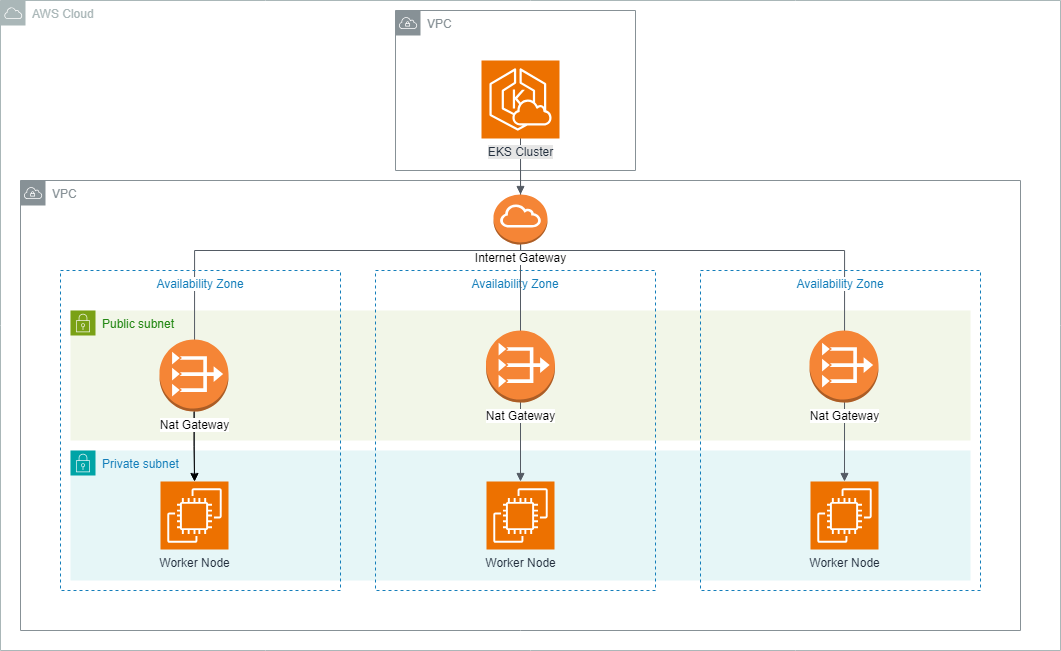 AWS Cloud
VPC
EKS Cluster
VPC
Internet Gateway
Availability Zone
Availability Zone
Availability Zone
Public subnet
Nat Gateway
Nat Gateway
Nat Gateway
Private subnet
Worker Node
Worker Node
Worker Node